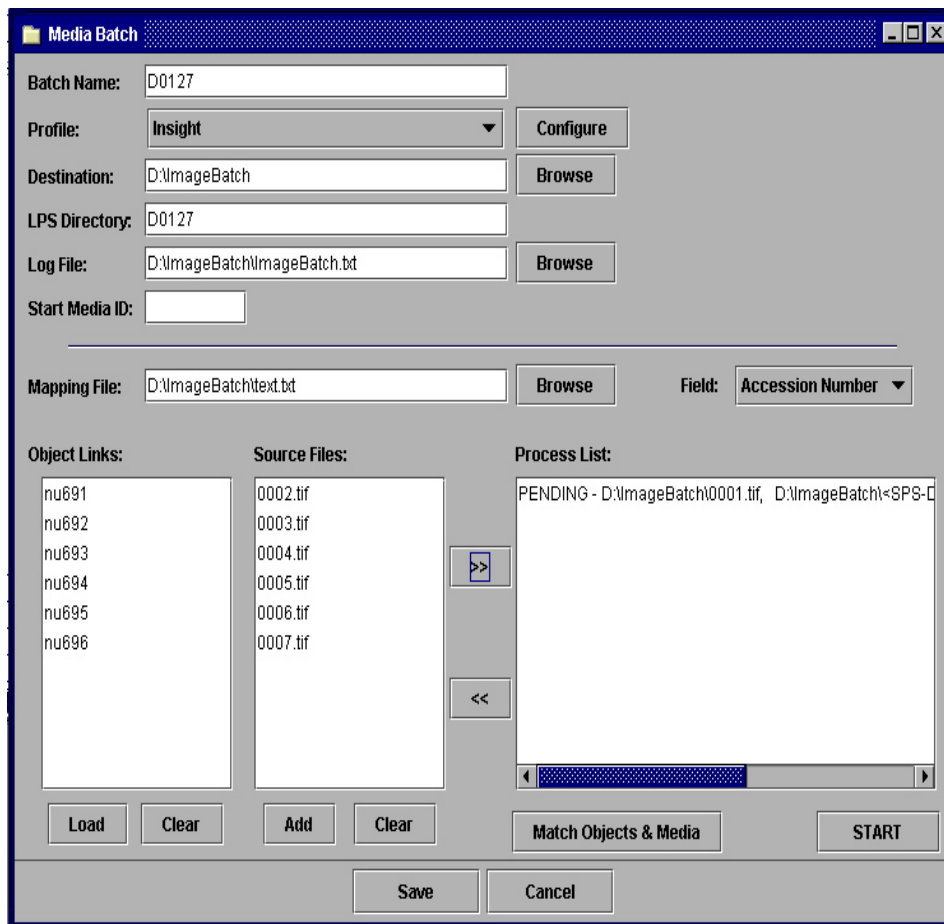 Media Batch
Batch Name: D0127
Profile: Insight Configure
Destination: D:\ImageBatch Browse
LPS Directory: D0127
Log File: D:\ImageBatch\ImageBatch.txt Browse
Start Media ID:
Mapping File: D:\ImageBatch\text.txt Browse Field: Accession Number
Object Links: Source Files: Process List:
nu691 0002.tif PENDING - D:\ImageBatch\0001.tif, D:\ImageBatch\<SPS-D
nu692 0003.tif
nu693 0004.tif
nu694 0005.tif
>>
nu695 0006.tif
nu696 0007.tif
<<
Load Clear Add Clear Match Objects & Media START
Save Cancel